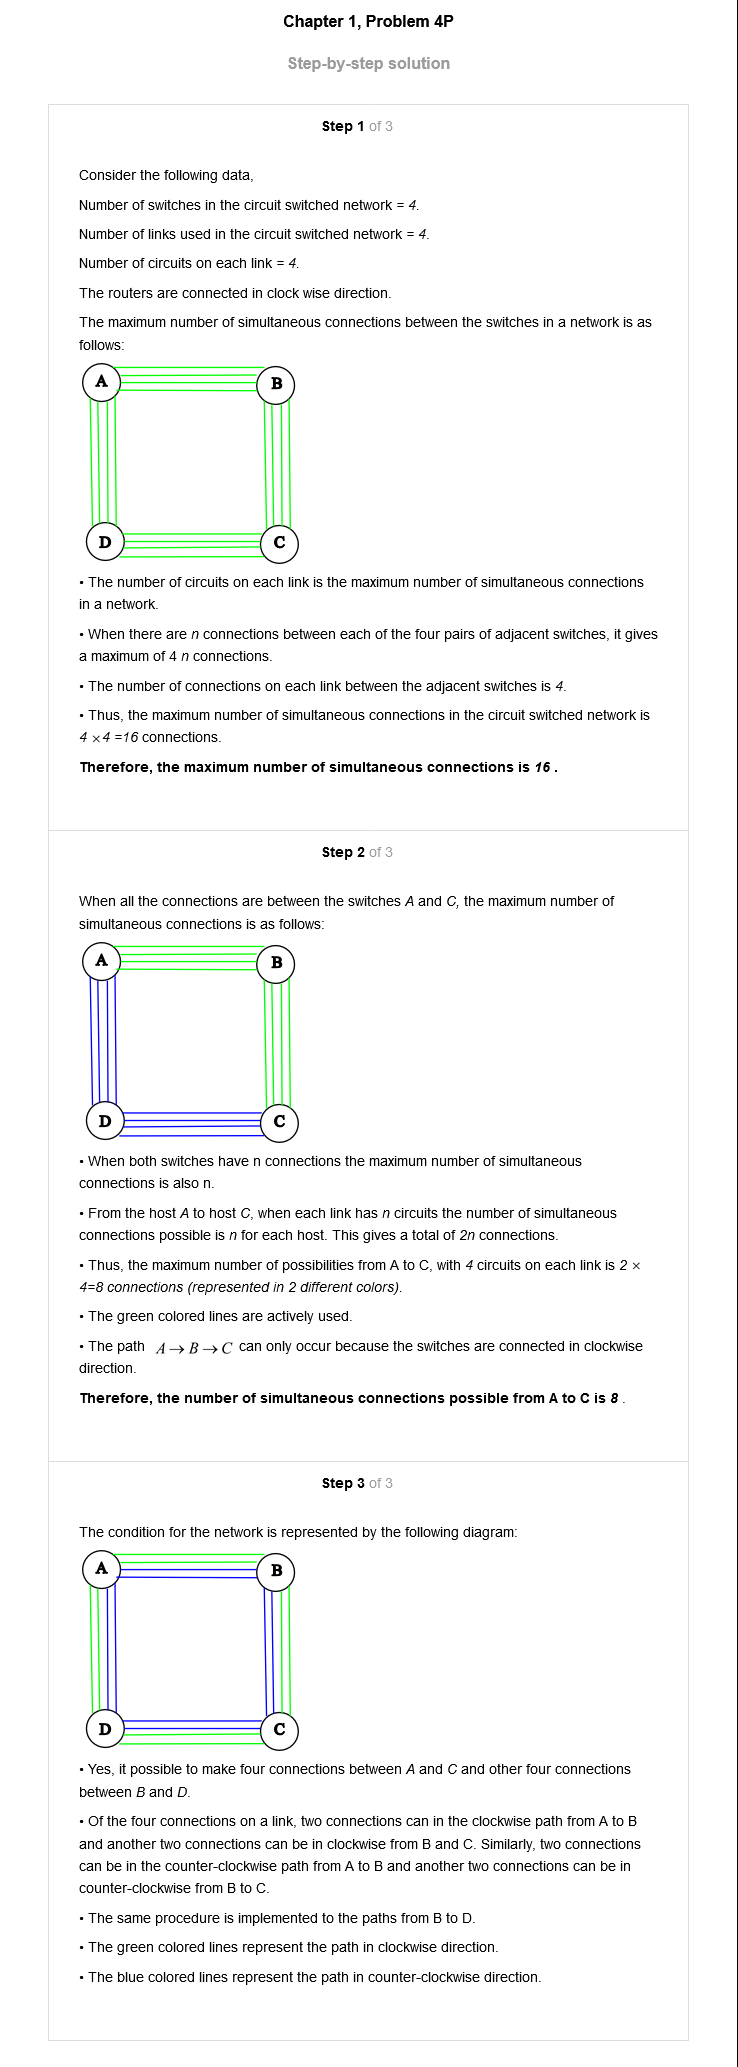 Chapter 1, Problem 4P
Step-by-step solution
Step 1 of 3
Consider the following data,
Number of switches in the circuit switched network = 4.
Number of links used in the circuit switched network = 4.
Number of circuits on each link = 4.
The routers are connected in clock wise direction.
The maximum number of simultaneous connections between the switches in a network is as
follows:
A
B
D
C
• The number of circuits on each link is the maximum number of simultaneous connections
in a network.
• When there are n connections between each of the four pairs of adjacent switches, it gives
a maximum of 4 n connections.
• The number of connections on each link between the adjacent switches is 4.
• Thus, the maximum number of simultaneous connections in the circuit switched network is
4 ×4 =16 connections.
Therefore, the maximum number of simultaneous connections is 16 .
Step 2 of 3
When all the connections are between the switches A and C, the maximum number of
simultaneous connections is as follows:
A
B
D
C
• When both switches have n connections the maximum number of simultaneous
connections is also n.
• From the host A to host C, when each link has n circuits the number of simultaneous
connections possible is n for each host. This gives a total of 2n connections.
• Thus, the maximum number of possibilities from A to C, with 4 circuits on each link is 2 ×
4=8 connections (represented in 2 different colors).
• The green colored lines are actively used.
• The path A → B → C can only occur because the switches are connected in clockwise
direction.
Therefore, the number of simultaneous connections possible from A to C is 8 .
Step 3 of 3
The condition for the network is represented by the following diagram:
A
B
D
C
• Yes, it possible to make four connections between A and C and other four connections
between B and D.
• Of the four connections on a link, two connections can in the clockwise path from A to B
and another two connections can be in clockwise from B and C. Similarly, two connections
can be in the counter-clockwise path from A to B and another two connections can be in
counter-clockwise from B to C.
• The same procedure is implemented to the paths from B to D.
• The green colored lines represent the path in clockwise direction.
• The blue colored lines represent the path in counter-clockwise direction.